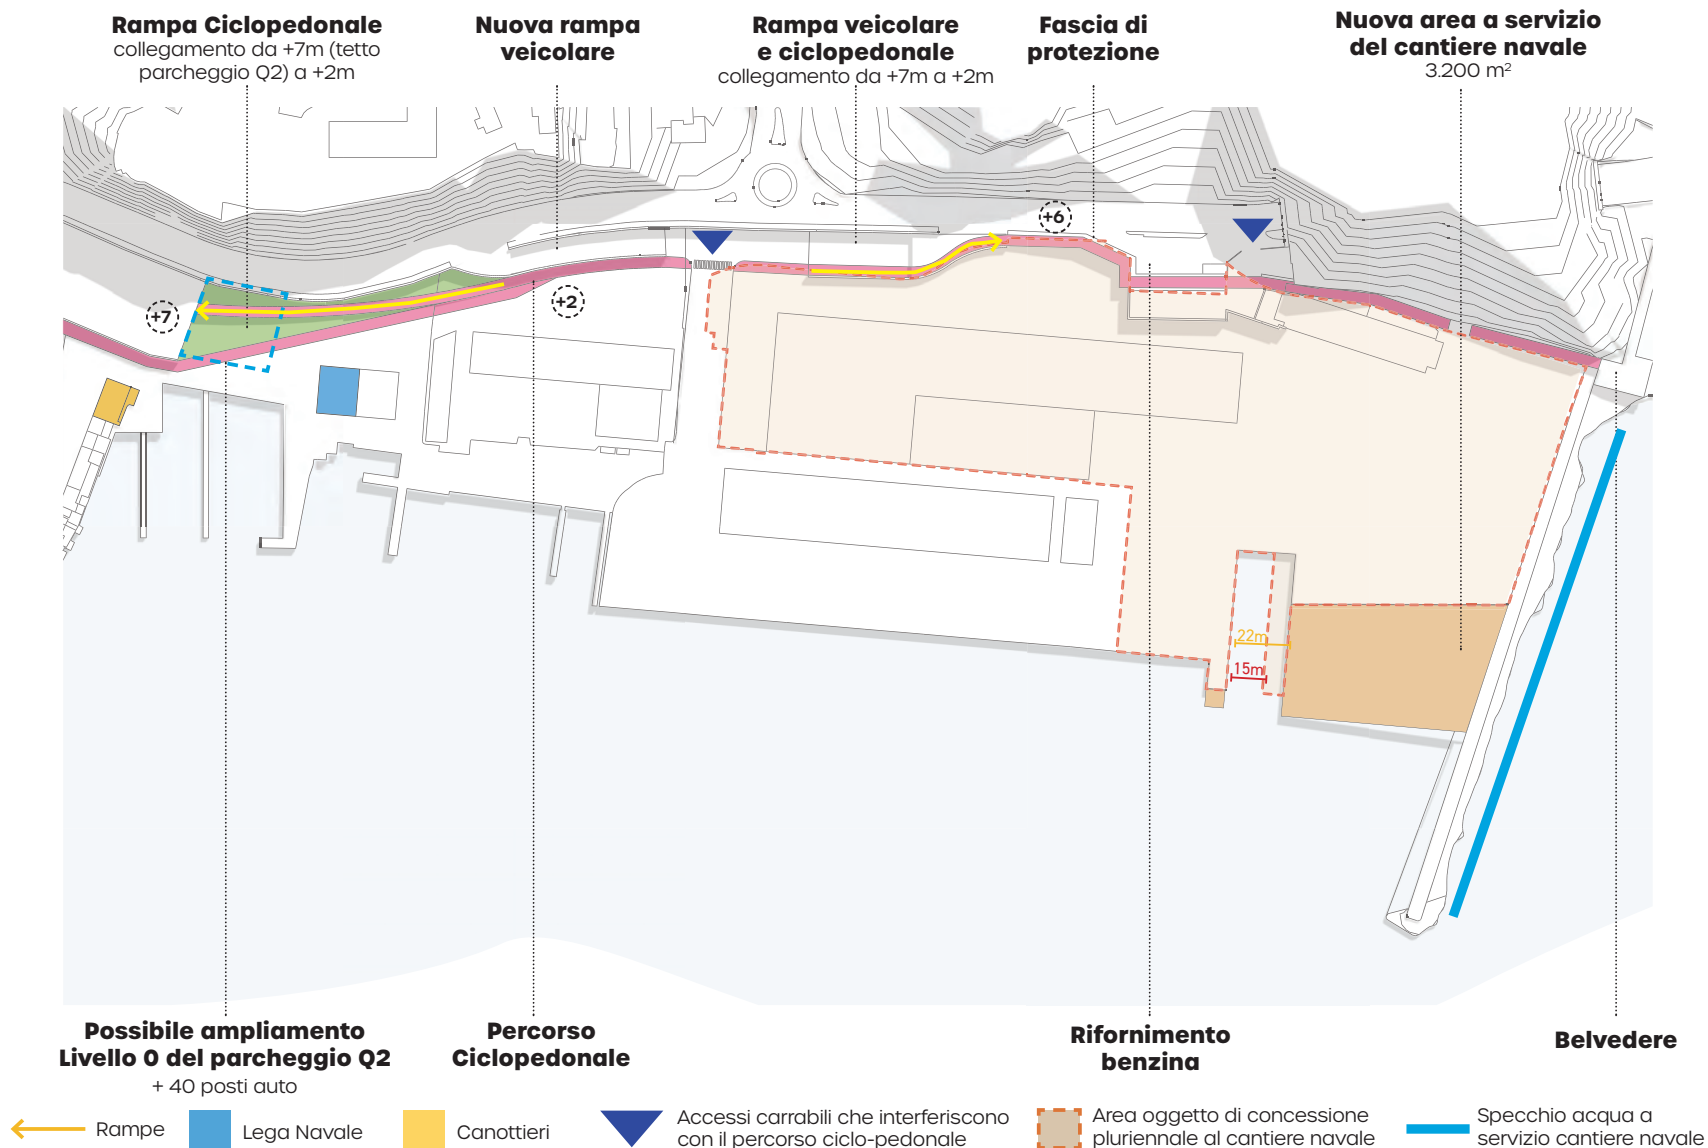 Rampa Ciclopedonale
collegamento da +7m (tetto
parcheggio Q2) a +2m
Nuova rampa
veicolare
Rampa veicolare
e ciclopedonale
collegamento da +7m a +2m
Fascia di
protezione
Nuova area a servizio
del cantiere navale
3.200 m²
+6
+7
+2
22m
15m
Possibile ampliamento
Livello 0 del parcheggio Q2
+ 40 posti auto
Percorso
Ciclopedonale
Rifornimento
benzina
Belvedere
Rampe
Lega Navale
Canottieri
Accessi carrabili che interferiscono
con il percorso ciclo-pedonale
Area oggetto di concessione
pluriennale al cantiere navale
Specchio acqua a
servizio cantiere navale